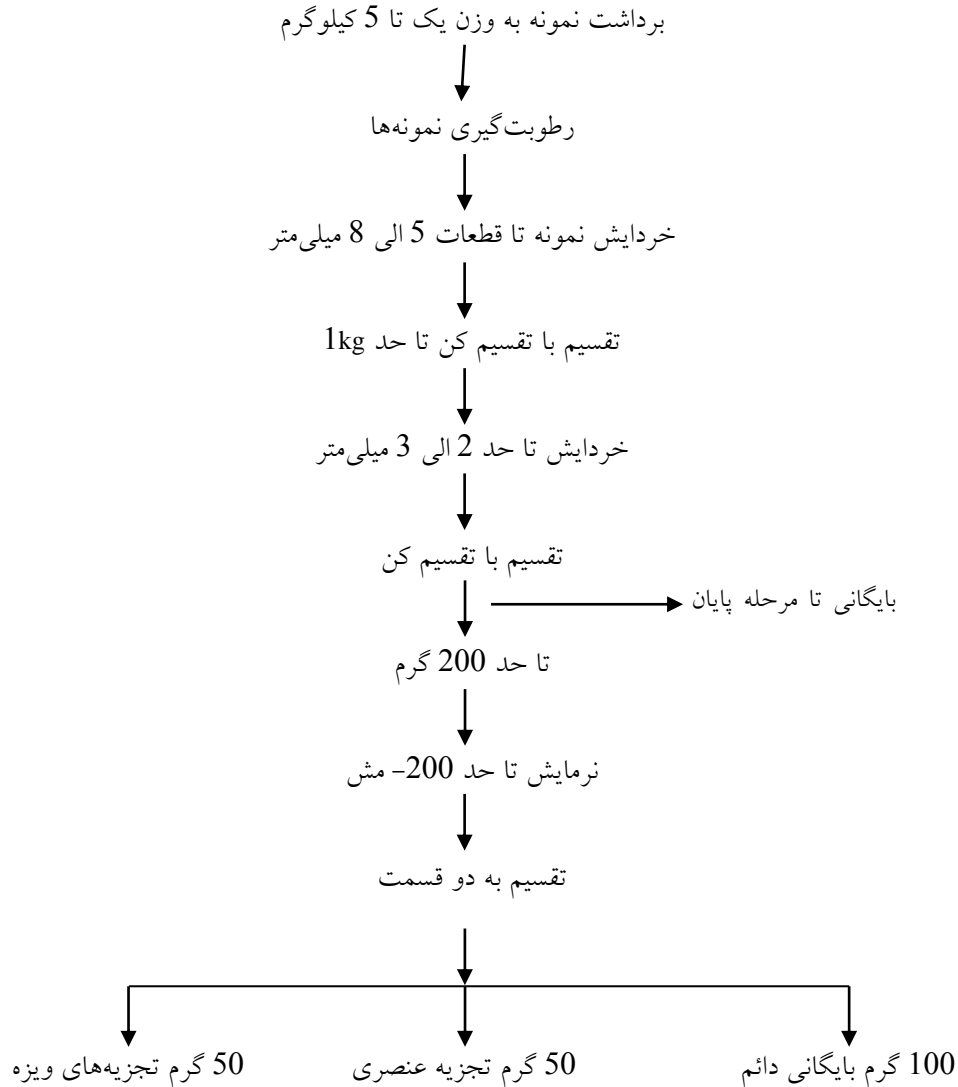 برداشت نمونه به وزن یک تا 5 کیلوگرم
رطوبت‌گیری نمونه‌ها
خردایش نمونه تا قطعات 5 الی 8 میلی‌متر
تقسیم با تقسیم کن تا حد 1kg
خردایش تا حد 2 الی 3 میلی‌متر
تقسیم با تقسیم کن
بایگانی تا مرحله پایان
تا حد 200 گرم
نرمایش تا حد 200- مش
تقسیم به دو قسمت
100 گرم بایگانی دائم
50 گرم تجزیه عنصری
50 گرم تجزیه‌های ویزه